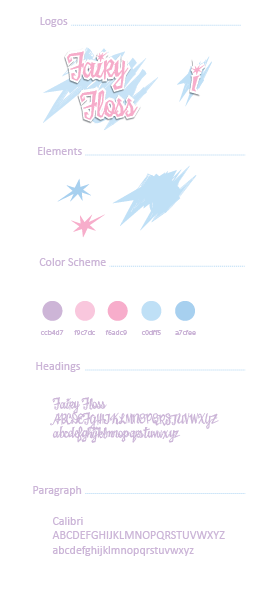 Logos
Fairy
Floss
Elements
Color Scheme
ccb4d7 f9c7dc f6adc9 c0dff5 a7cfee
Headings
Fairy Floss
ABCDEFGHIJKLMNOPQRSTUVWXYZ
abcdefghijklmnopqrstuvwxyz
Paragraph
Calibri
ABCDEFGHIJKLMNOPQRSTUVWXYZ
abcdefghijklmnopqrstuvwxyz